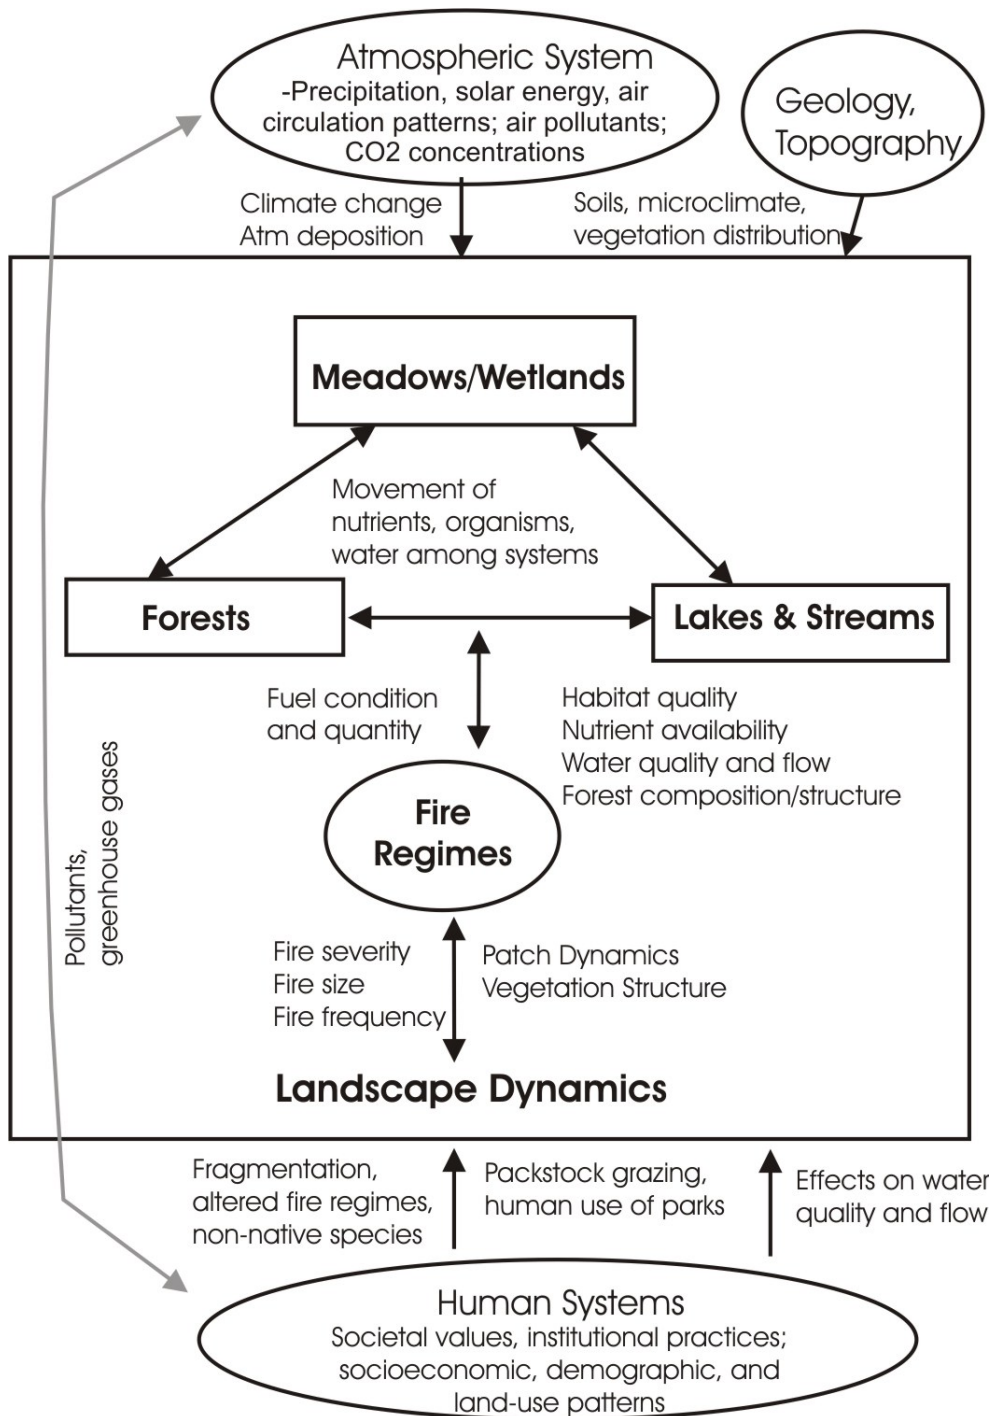 Atmospheric System
-Precipitation, solar energy, air
circulation patterns; air pollutants;
CO2 concentrations
Geology,
Topography
Climate change
Atm deposition
Soils, microclimate,
vegetation distribution
Meadows/Wetlands
Movement of
nutrients, organisms,
water among systems
Forests
Lakes & Streams
Fuel condition
and quantity
Habitat quality
Nutrient availability
Water quality and flow
Forest composition/structure
Fire
Regimes
Pollutants,
greenhouse gases
Fire severity
Fire size
Fire frequency
Patch Dynamics
Vegetation Structure
Landscape Dynamics
Fragmentation,
altered fire regimes,
non-native species
Packstock grazing,
human use of parks
Effects on water
quality and flow
Human Systems
Societal values, institutional practices;
socioeconomic, demographic, and
land-use patterns